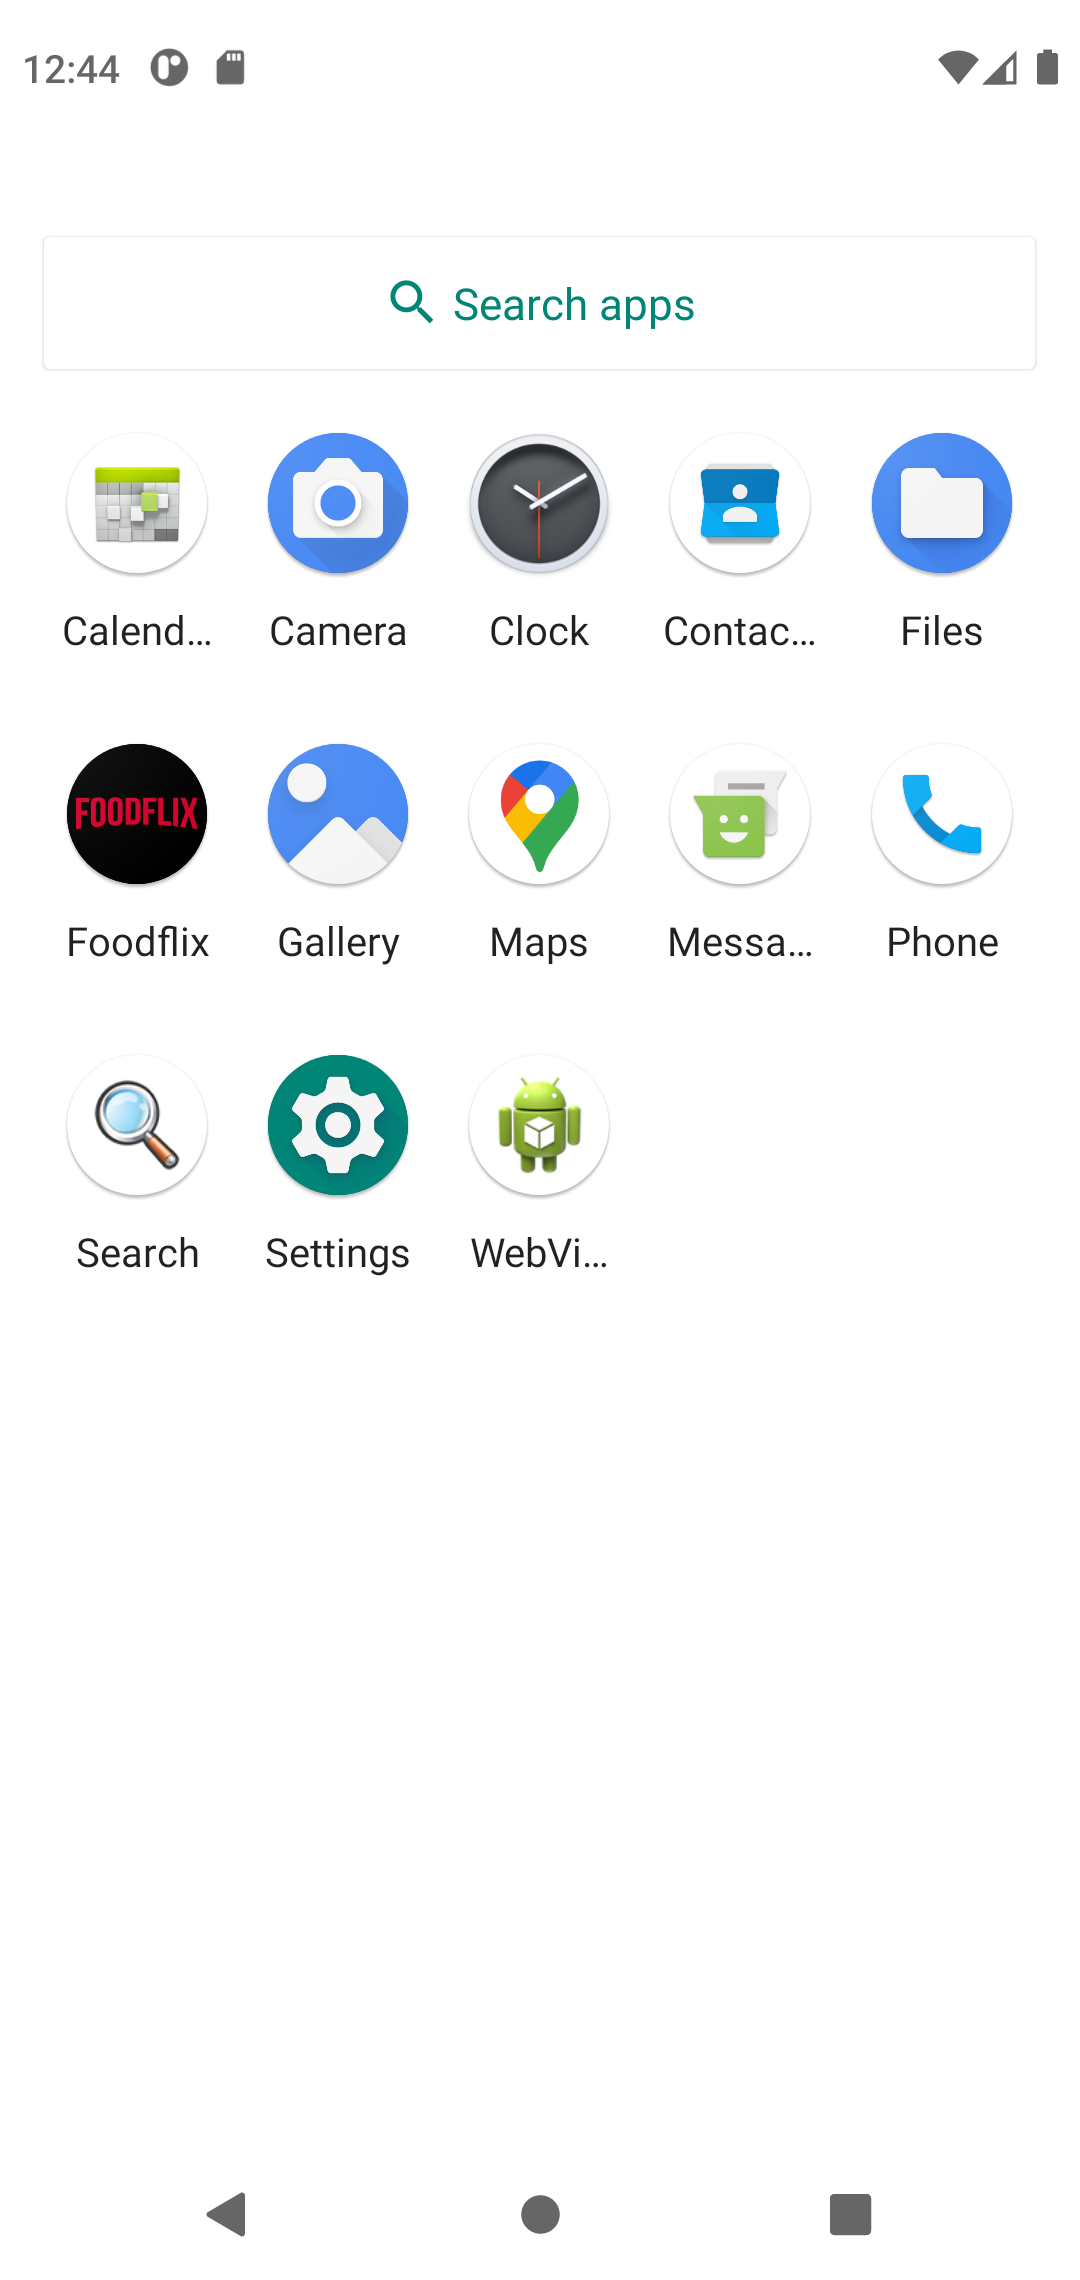 12:44
Search apps
Calend...
Camera
Clock
Contac...
Files
FOODFLIX
Foodflix
Gallery
Maps
Messa...
Phone
Search
Settings
WebVi...